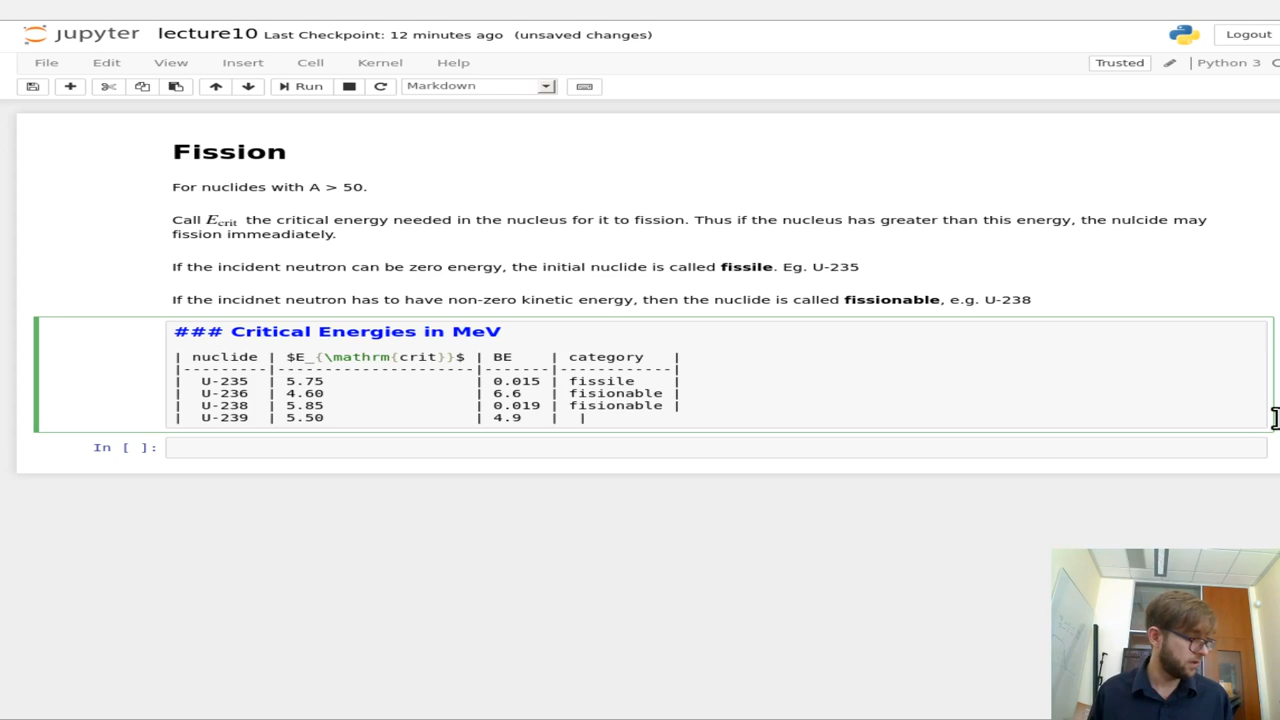 jupyter lecture10 Last Checkpoint: 12 minutes ago (unsaved changes) Logout
File Edit View Insert Cell Kernel Help Trusted Python 3
Run Markdown
Fission
For nuclides with A > 50.
Call E_crit the critical energy needed in the nucleus for it to fission. Thus if the nucleus has greater than this energy, the nulcide may
fission immeadiately.
If the incident neutron can be zero energy, the initial nuclide is called fissile. Eg. U-235
If the incidnet neutron has to have non-zero kinetic energy, then the nuclide is called fissionable, e.g. U-238
### Critical Energies in MeV
| nuclide | $E_{\mathrm{crit}}$ | BE | category |
|---------|---------------------|-------|------------|
| U-235 | 5.75 | 0.015 | fissile |
| U-236 | 4.60 | 6.6 | fisionable |
| U-238 | 5.85 | 0.019 | fisionable |
| U-239 | 5.50 | 4.9 | |
In [ ]: